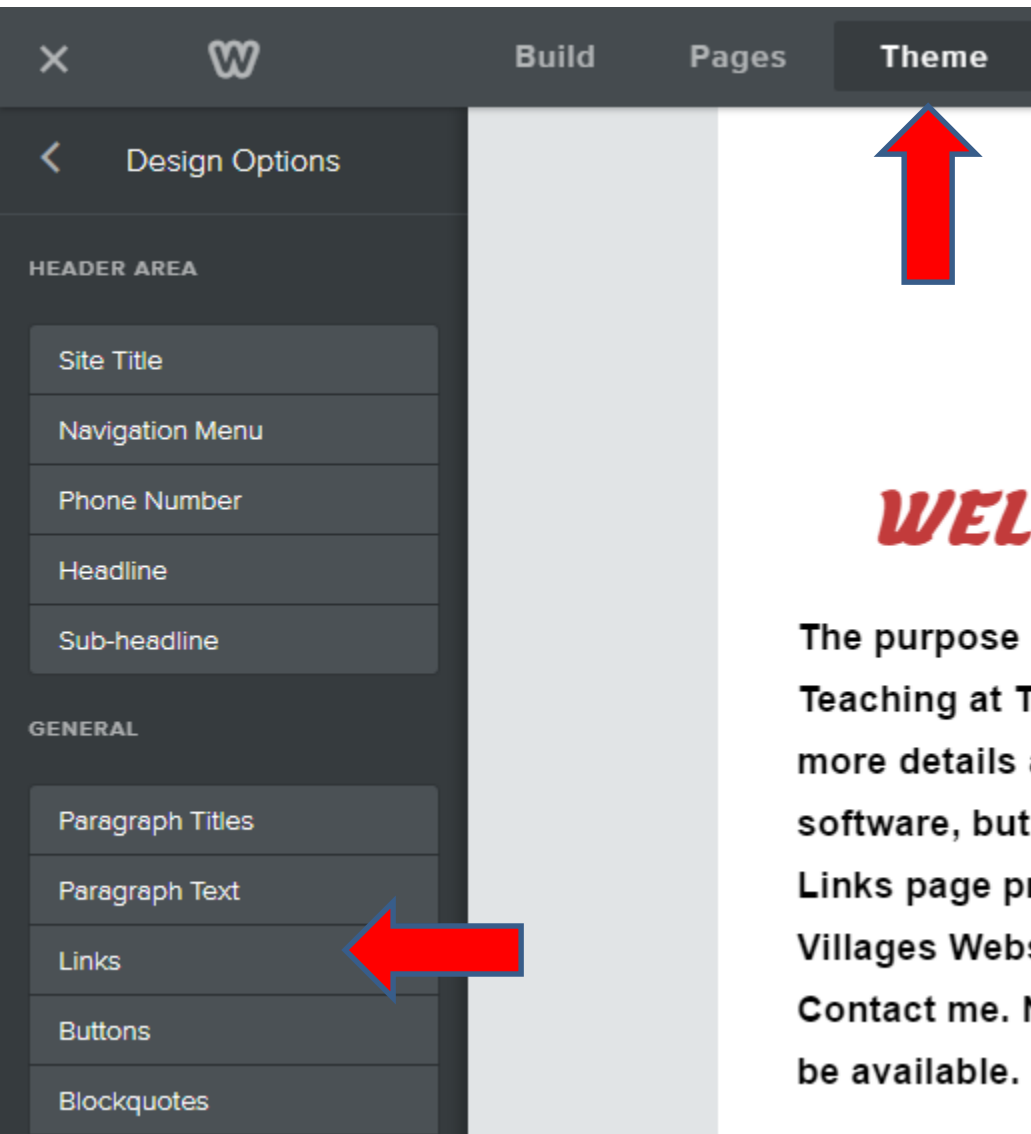 Build Pages Theme
Design Options
HEADER AREA
Site Title
Navigation Menu
Phone Number
Headline
Sub-headline
GENERAL
Paragraph Titles
Paragraph Text
Links
Buttons
Blockquotes
WEL
The purpose
Teaching at T
more details
software, but
Links page pr
Villages Webs
Contact me. N
be available.